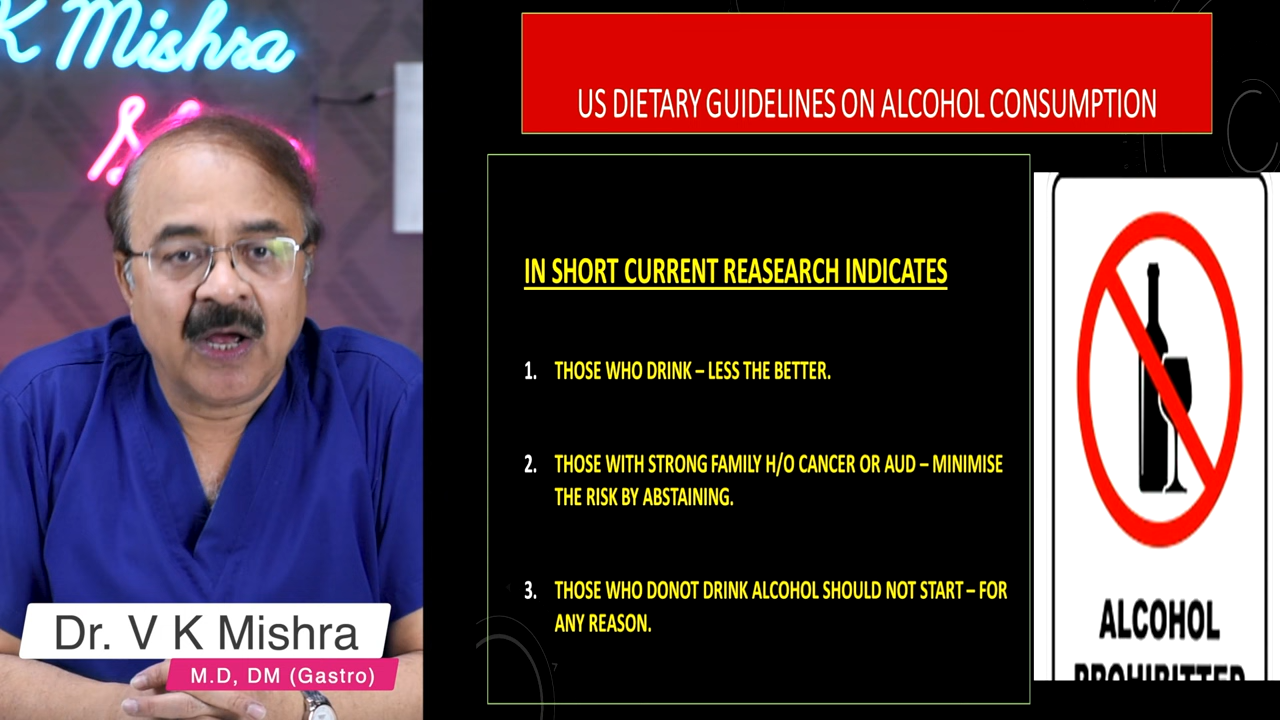 K Mishra
Dr. V K Mishra
M.D, DM (Gastro)
US DIETARY GUIDELINES ON ALCOHOL CONSUMPTION
IN SHORT CURRENT REASEARCH INDICATES
1. THOSE WHO DRINK – LESS THE BETTER.
2. THOSE WITH STRONG FAMILY H/O CANCER OR AUD – MINIMISE
THE RISK BY ABSTAINING.
3. THOSE WHO DONOT DRINK ALCOHOL SHOULD NOT START – FOR
ANY REASON.
7
ALCOHOL
PROHIBITTED